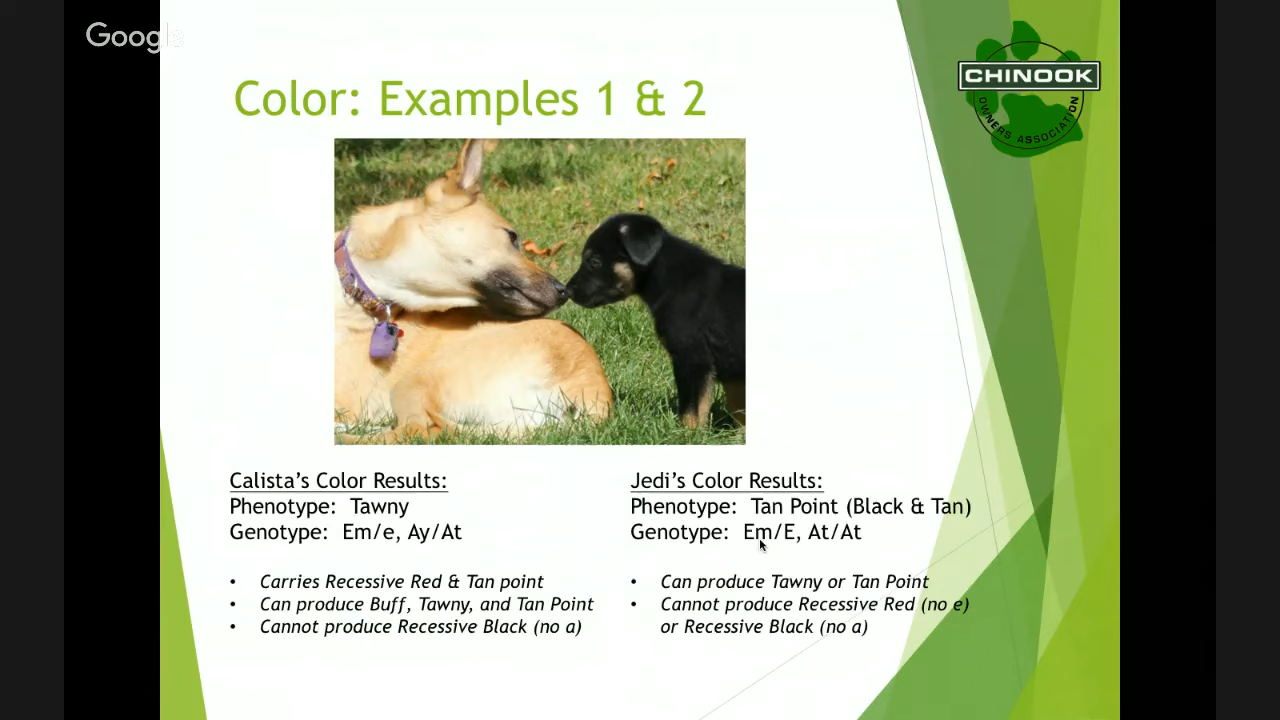 Google
CHINOOK
OWNERS ASSOCIATION
Color: Examples 1 & 2
Calista's Color Results:
Phenotype: Tawny
Genotype: Em/e, Ay/At
• Carries Recessive Red & Tan point
• Can produce Buff, Tawny, and Tan Point
• Cannot produce Recessive Black (no a)
Jedi's Color Results:
Phenotype: Tan Point (Black & Tan)
Genotype: Em/E, At/At
• Can produce Tawny or Tan Point
• Cannot produce Recessive Red (no e)
or Recessive Black (no a)